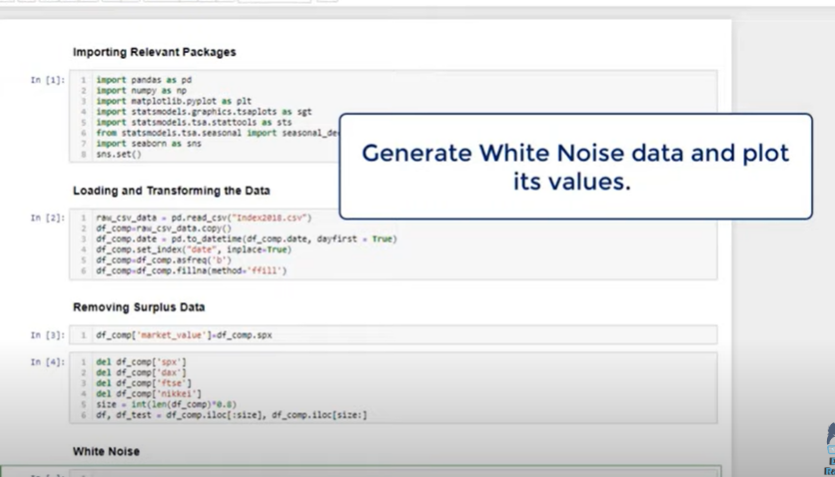 Importing Relevant Packages
In [1]:
1 import pandas as pd
2 import numpy as np
3 import matplotlib.pyplot as plt
4 import statsmodels.graphics.tsaplots as sgt
5 import statsmodels.tsa.stattools as sts
6 from statsmodels.tsa.seasonal import seasonal_de
7 import seaborn as sns
8 sns.set()
Generate White Noise data and plot
its values.
Loading and Transforming the Data
In [2]:
1 raw_csv_data = pd.read_csv("Index2018.csv")
2 df_comp=raw_csv_data.copy()
3 df_comp.date = pd.to_datetime(df_comp.date, dayfirst = True)
4 df_comp.set_index("date", inplace=True)
5 df_comp=df_comp.asfreq('b')
6 df_comp=df_comp.fillna(method='ffill')
Removing Surplus Data
In [3]:
1 df_comp['market_value']=df_comp.spx
In [4]:
1 del df_comp['spx']
2 del df_comp['dax']
3 del df_comp['ftse']
4 del df_comp['nikkei']
5 size = int(len(df_comp)*0.8)
6 df, df_test = df_comp.iloc[:size], df_comp.iloc[size:]
White Noise